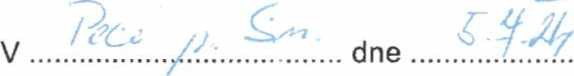 V Peci p. Sn. dne 5.4.24